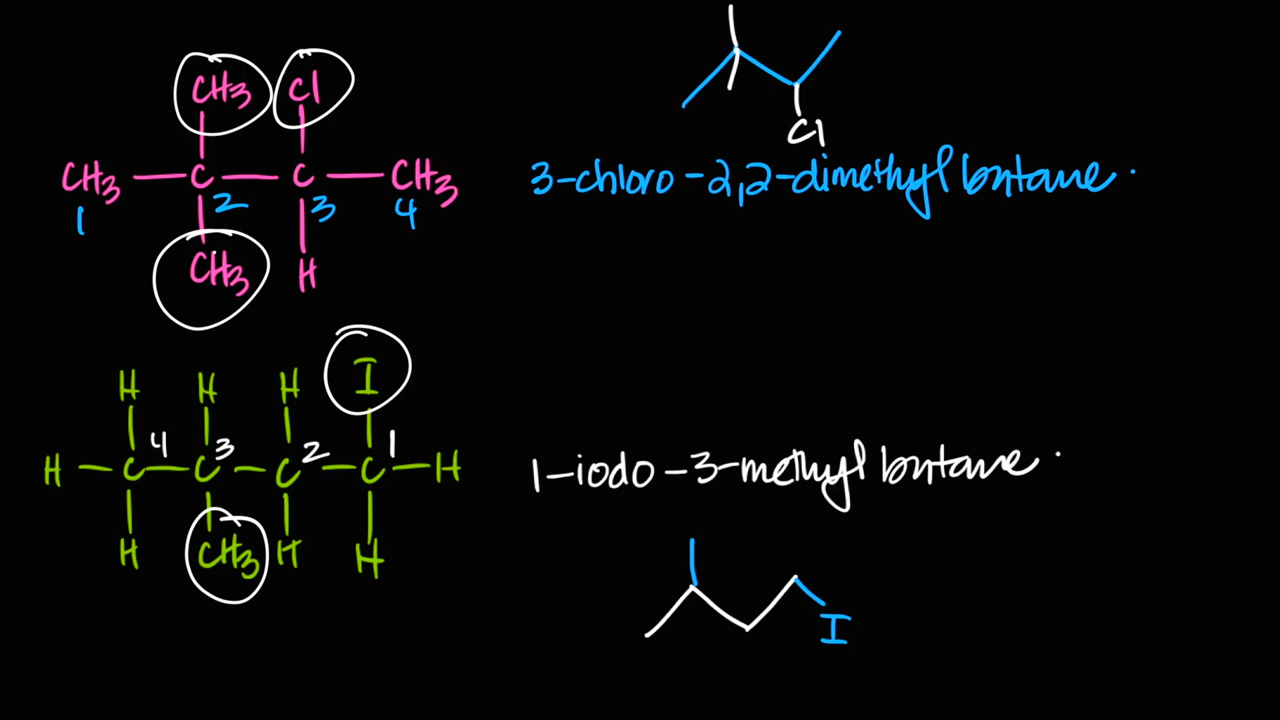 CH3 Cl
CH3 C C CH3
1 2 3 4
CH3 H
Cl
3-chloro-2,2-dimethyl butane.
H H H I
4 3 2 1
H C C C C H
H CH3 H H
1-iodo-3-methyl butane.
I